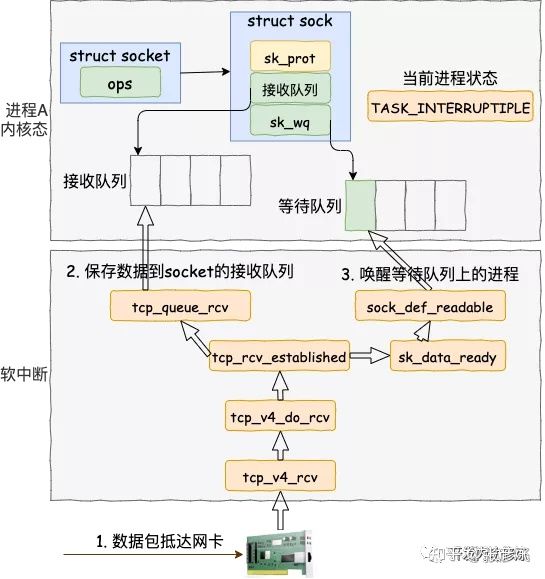 struct sock
struct socket
sk_prot
ops
接收队列
sk_wq
当前进程状态
TASK_INTERRUPTIPLE
进程A
内核态
接收队列
等待队列
2. 保存数据到socket的接收队列
3. 唤醒等待队列上的进程
tcp_queue_rcv
sock_def_readable
tcp_rcv_established
sk_data_ready
软中断
tcp_v4_do_rcv
tcp_v4_rcv
1. 数据包抵达网卡